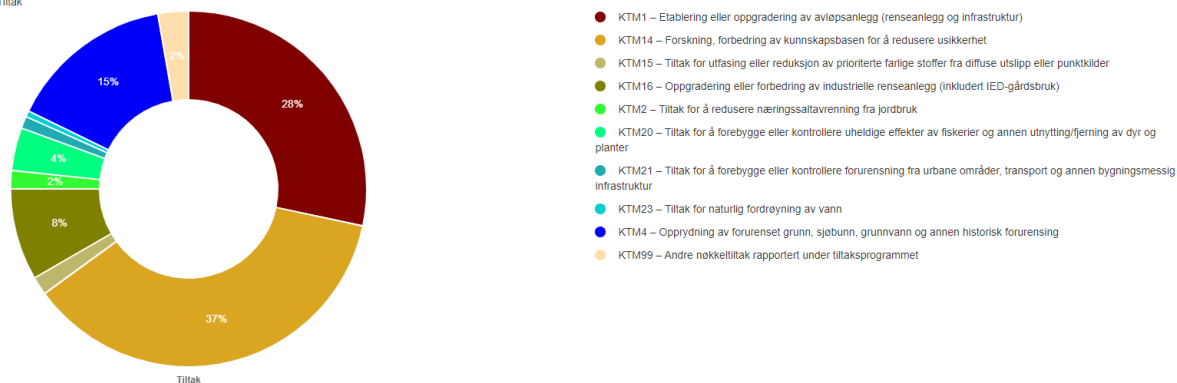 Tiltak
2%
15%
28%
4%
2%
8%
37%
Tiltak
KTM1 – Etablering eller oppgradering av avløpsanlegg (renseanlegg og infrastruktur)
KTM14 – Forskning, forbedring av kunnskapsbasen for å redusere usikkerhet
KTM15 – Tiltak for utfasing eller reduksjon av prioriterte farlige stoffer fra diffuse utslipp eller punktkilder
KTM16 – Oppgradering eller forbedring av industrielle renseanlegg (inkludert IED-gårdsbruk)
KTM2 – Tiltak for å redusere næringssaltavrenning fra jordbruk
KTM20 – Tiltak for å forebygge eller kontrollere uheldige effekter av fiskerier og annen utnytting/fjerning av dyr og
planter
KTM21 – Tiltak for å forebygge eller kontrollere forurensning fra urbane områder, transport og annen bygningsmessig
infrastruktur
KTM23 – Tiltak for naturlig fordrøyning av vann
KTM4 – Opprydning av forurenset grunn, sjøbunn, grunnvann og annen historisk forurensing
KTM99 – Andre nøkkeltiltak rapportert under tiltaksprogrammet